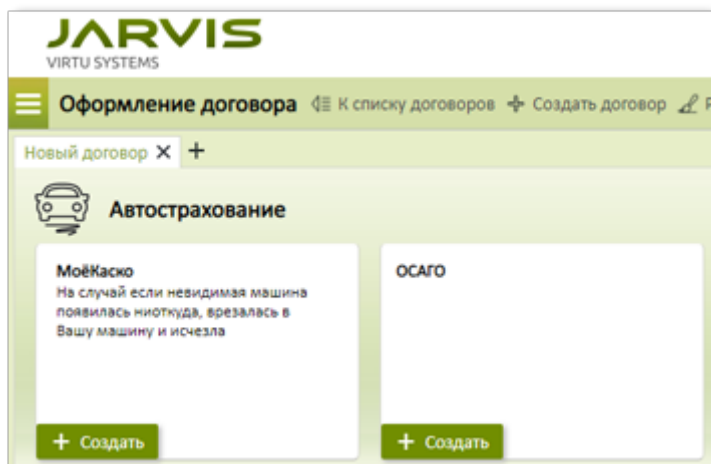 JARVIS
VIRTU SYSTEMS
Оформление договора К списку договоров Создать договор
Новый договор
Автострахование
МоёКаско
На случай если невидимая машина
появилась ниоткуда, врезалась в
Вашу машину и исчезла
ОСАГО
+ Создать
+ Создать